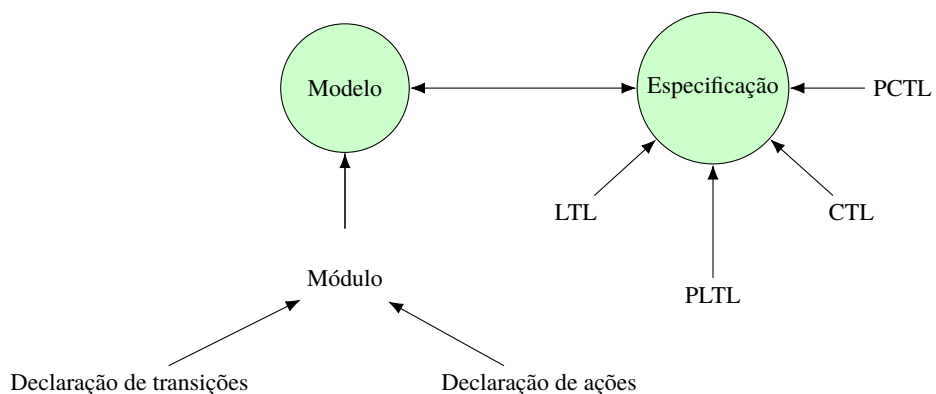 Modelo
Especificação
PCTL
LTL
CTL
Módulo
PLTL
Declaração de transições
Declaração de ações